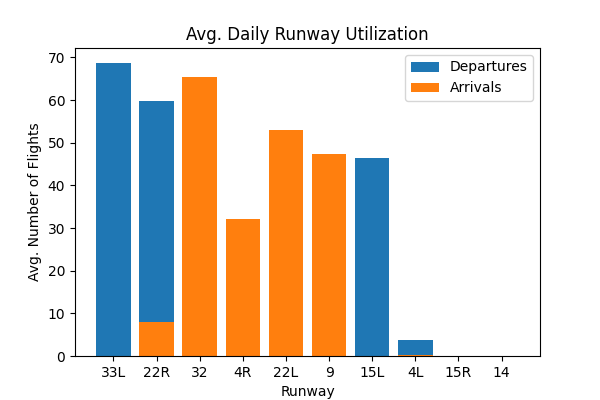 Avg. Daily Runway Utilization
Departures
Arrivals
Avg. Number of Flights
70
60
50
40
30
20
10
0
33L 22R 32 4R 22L 9 15L 4L 15R 14
Runway